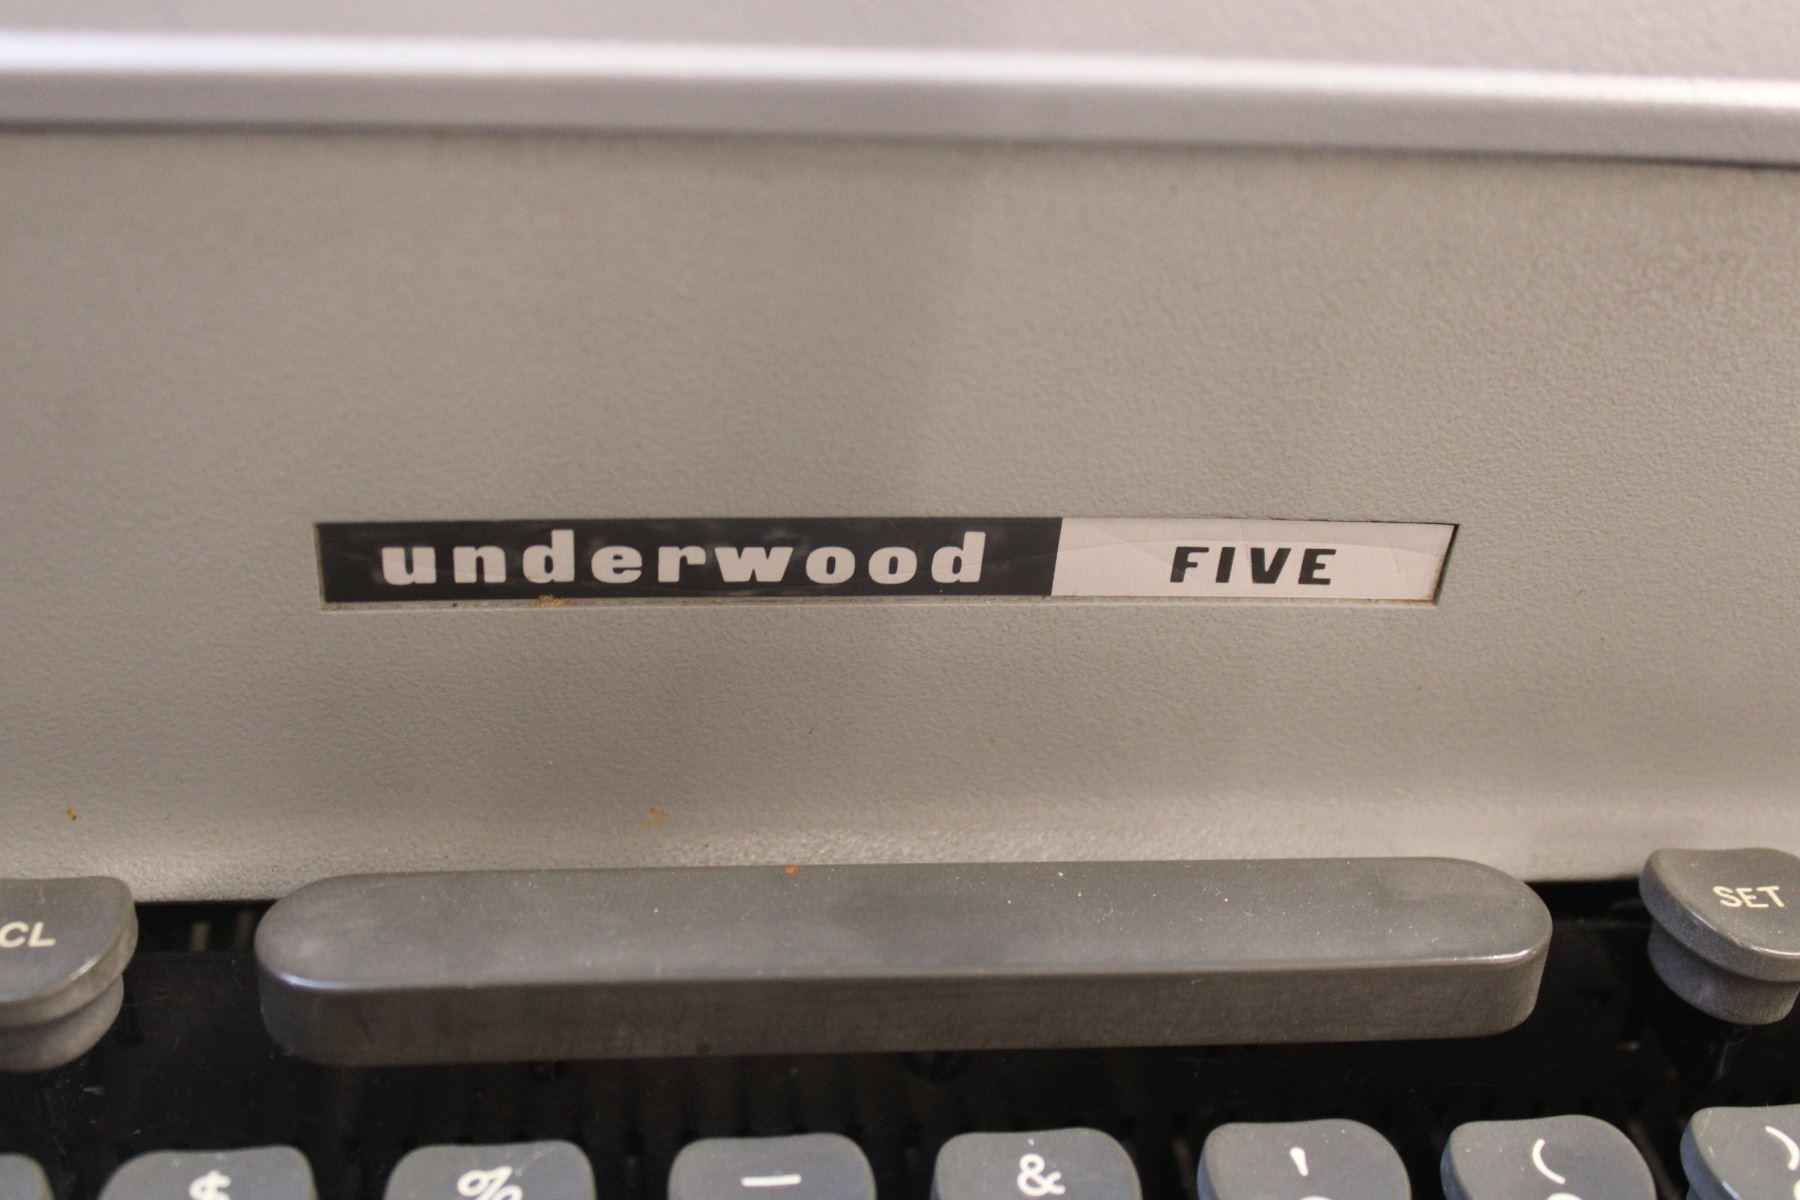 underwood FIVE
CL SET
$ % _ & ' ( )